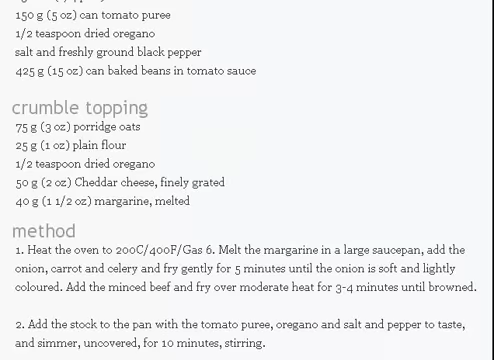 150 g (5 oz) can tomato puree
1/2 teaspoon dried oregano
salt and freshly ground black pepper
425 g (15 oz) can baked beans in tomato sauce
crumble topping
75 g (3 oz) porridge oats
25 g (1 oz) plain flour
1/2 teaspoon dried oregano
50 g (2 oz) Cheddar cheese, finely grated
40 g (1 1/2 oz) margarine, melted
method
1. Heat the oven to 200C/400F/Gas 6. Melt the margarine in a large saucepan, add the
onion, carrot and celery and fry gently for 5 minutes until the onion is soft and lightly
coloured. Add the minced beef and fry over moderate heat for 3-4 minutes until browned.
2. Add the stock to the pan with the tomato puree, oregano and salt and pepper to taste,
and simmer, uncovered, for 10 minutes, stirring.